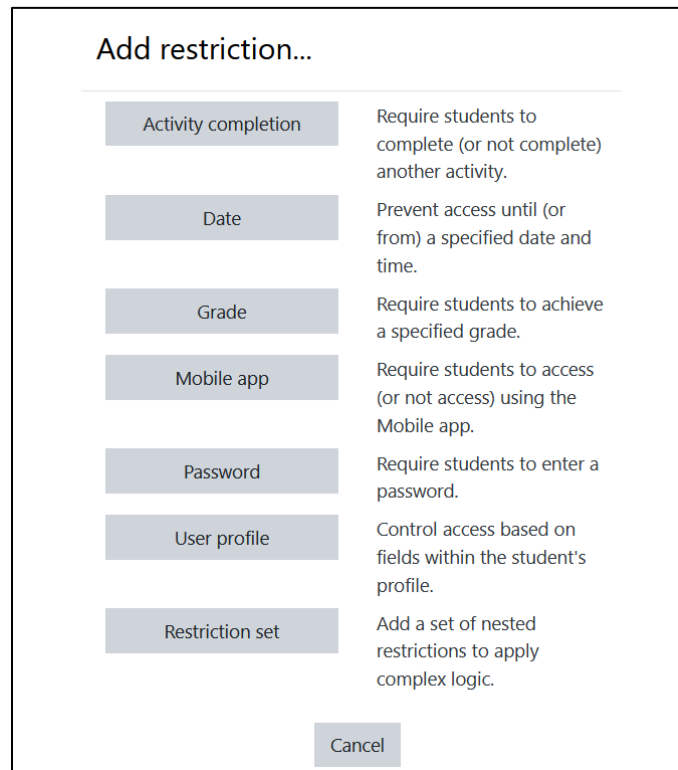 Add restriction...
Activity completion
Require students to
complete (or not complete)
another activity.
Date
Prevent access until (or
from) a specified date and
time.
Grade
Require students to achieve
a specified grade.
Mobile app
Require students to access
(or not access) using the
Mobile app.
Password
Require students to enter a
password.
User profile
Control access based on
fields within the student's
profile.
Restriction set
Add a set of nested
restrictions to apply
complex logic.
Cancel